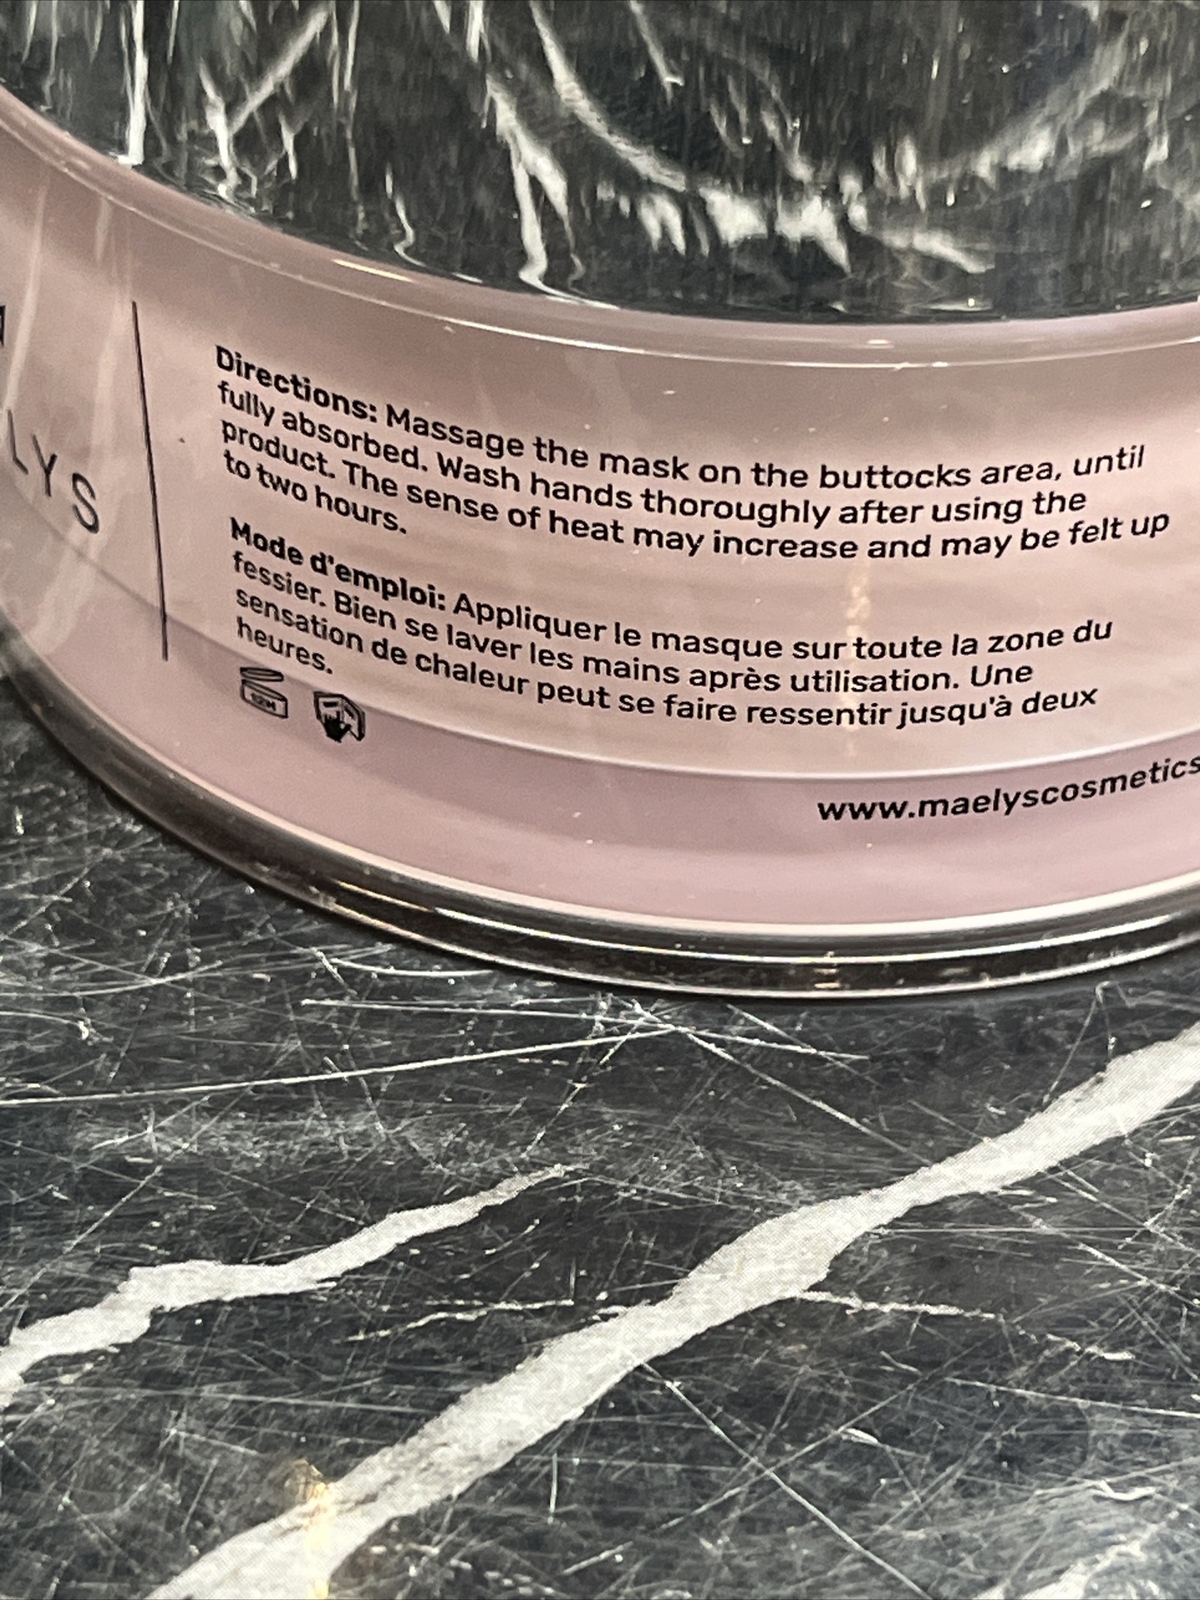 LYS
Directions: Massage the mask on the buttocks area, until
fully absorbed. Wash hands thoroughly after using the
product. The sense of heat may increase and may be felt up
to two hours.
Mode d'emploi: Appliquer le masque sur toute la zone du
fessier. Bien se laver les mains après utilisation. Une
sensation de chaleur peut se faire ressentir jusqu'à deux
heures.
www.maelyscosmetics